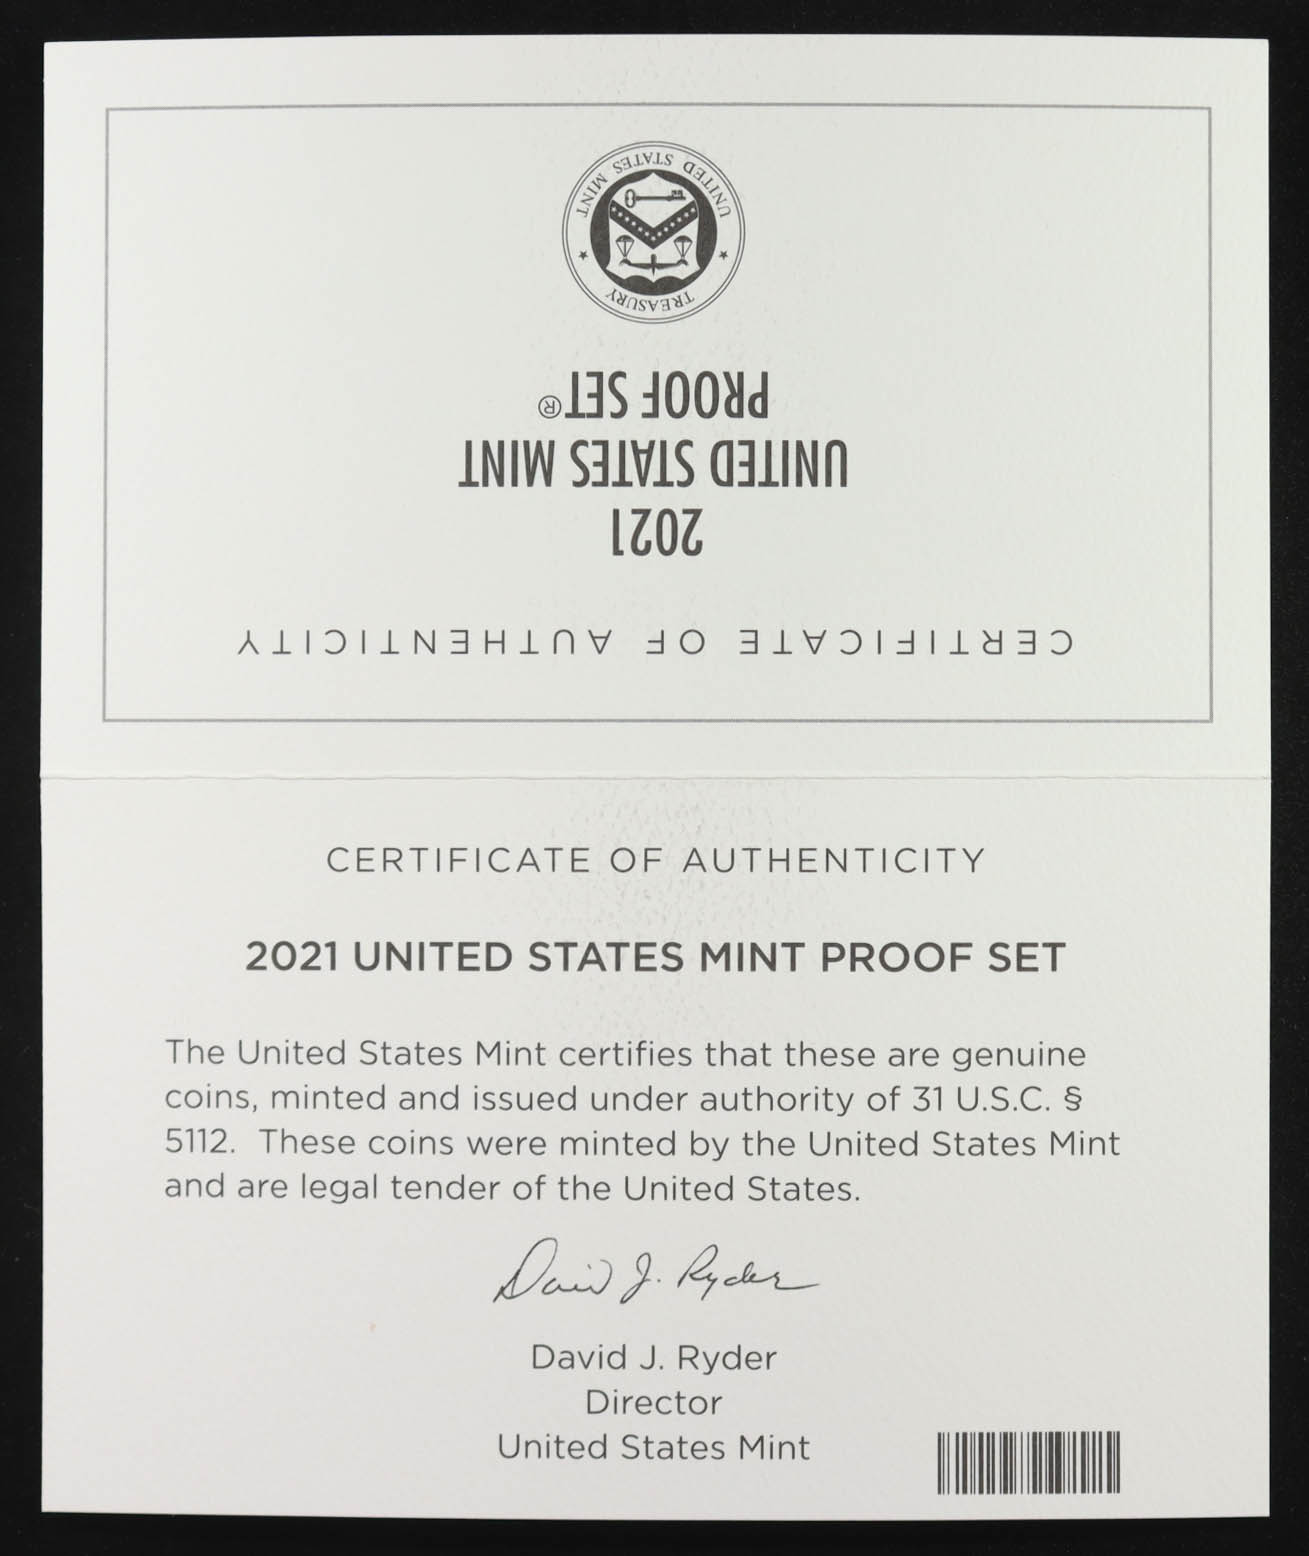 UNITED STATES MINT
TREASURY
PROOF SET®
UNITED STATES MINT
2021
CERTIFICATE OF AUTHENTICITY
CERTIFICATE OF AUTHENTICITY
2021 UNITED STATES MINT PROOF SET
The United States Mint certifies that these are genuine
coins, minted and issued under authority of 31 U.S.C. §
5112.  These coins were minted by the United States Mint
and are legal tender of the United States.
David J. Ryder
David J. Ryder
Director
United States Mint